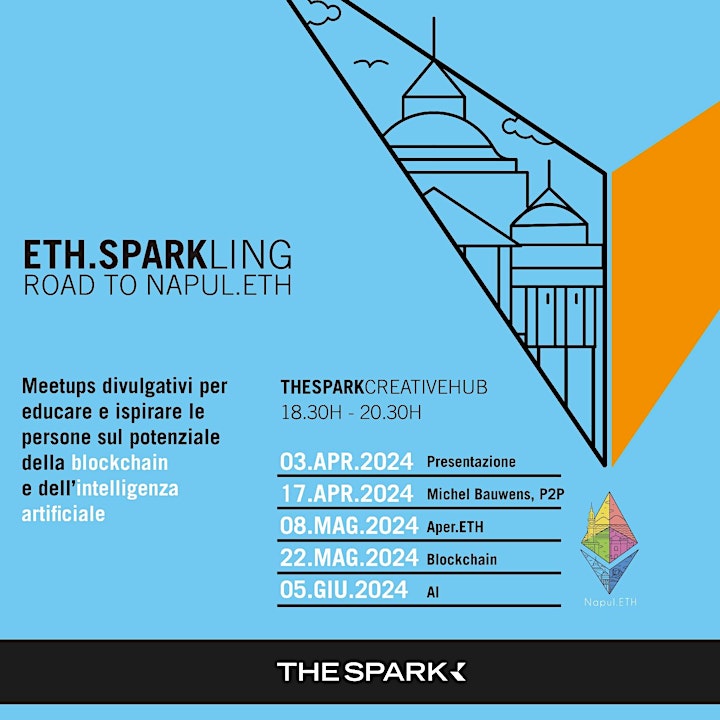 ETH.SPARKLING
ROAD TO NAPUL.ETH
Meetups divulgativi per
educare e ispirare le
persone sul potenziale
della blockchain
e dell'intelligenza
artificiale
THESPARKCREATIVEHUB
18.30H - 20.30H
03.APR.2024 Presentazione
17.APR.2024 Michel Bauwens, P2P
08.MAG.2024 Aper.ETH
22.MAG.2024 Blockchain
05.GIU.2024 AI
Napul.ETH
THE SPARK